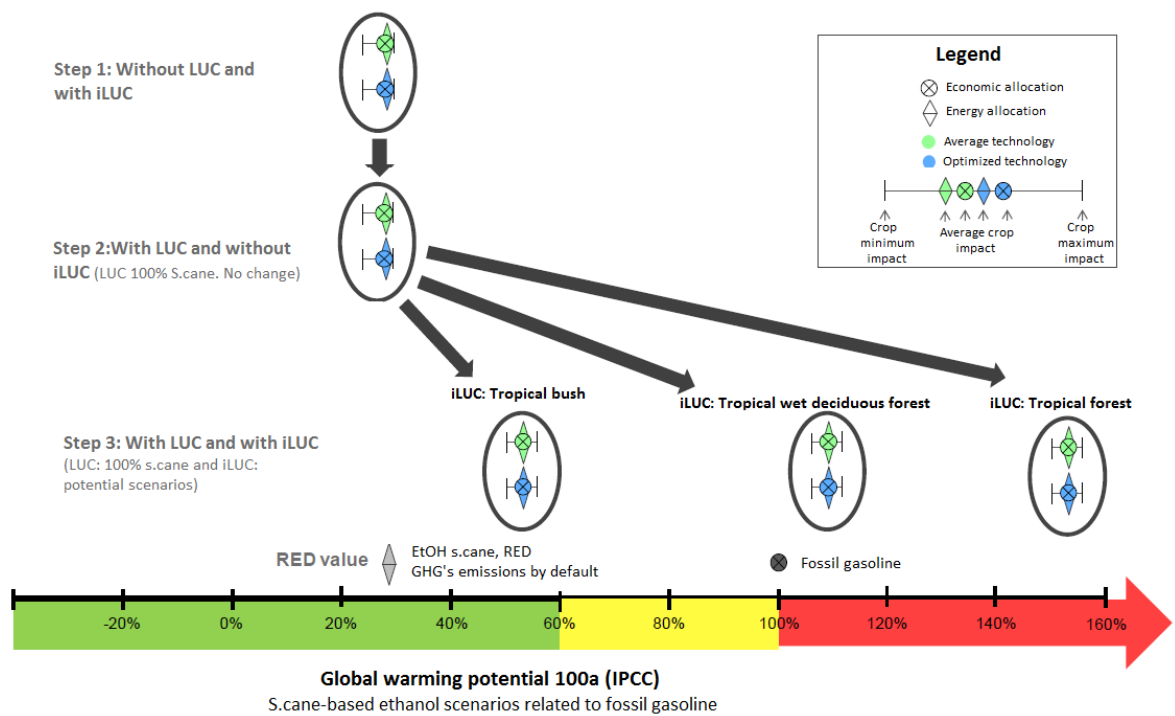 Step 1: Without LUC and
with iLUC
Legend
Economic allocation
Energy allocation
Average technology
Optimized technology
Crop
minimum
impact
Average crop
impact
Crop
maximum
impact
Step 2:With LUC and without
iLUC (LUC 100% S.cane. No change)
iLUC: Tropical bush
iLUC: Tropical wet deciduous forest
iLUC: Tropical forest
Step 3: With LUC and with iLUC
(LUC: 100% s.cane and iLUC:
potential scenarios)
RED value
EtOH s.cane, RED
GHG's emissions by default
Fossil gasoline
-20% 0% 20% 40% 60% 80% 100% 120% 140% 160%
Global warming potential 100a (IPCC)
S.cane-based ethanol scenarios related to fossil gasoline